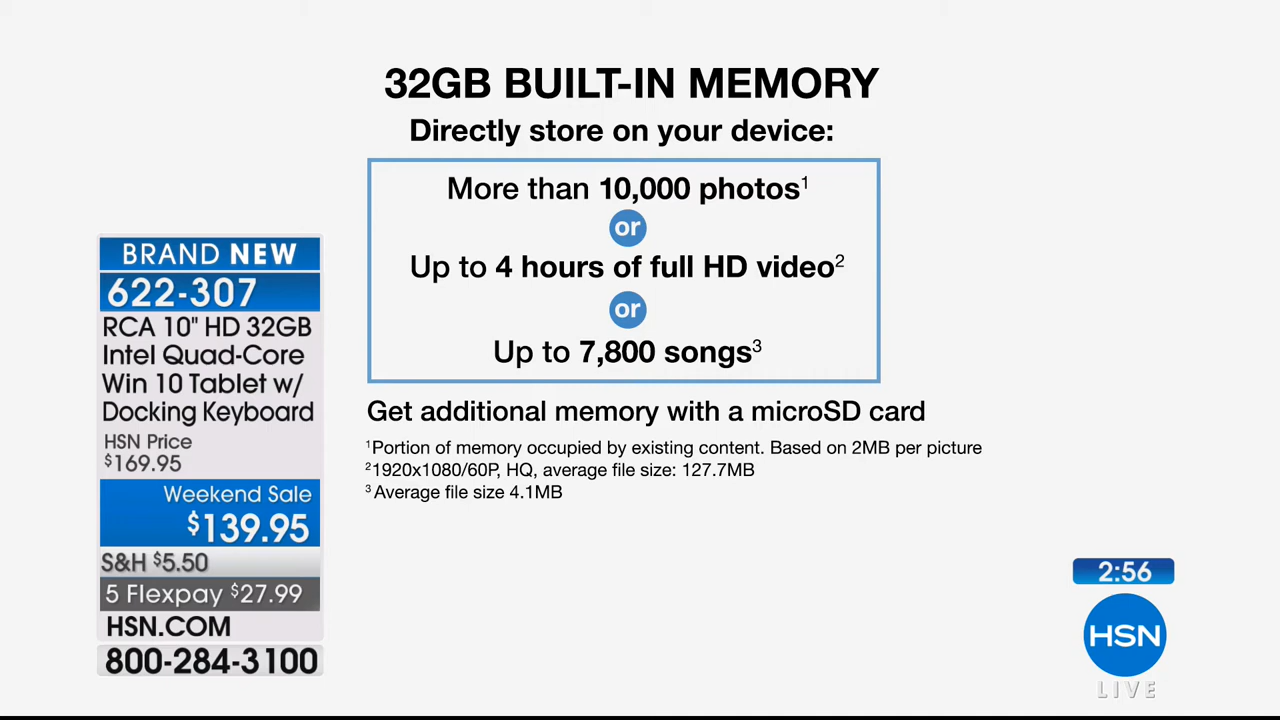 32GB BUILT-IN MEMORY
Directly store on your device:
More than 10,000 photos¹
or
Up to 4 hours of full HD video²
or
Up to 7,800 songs³
Get additional memory with a microSD card
¹Portion of memory occupied by existing content. Based on 2MB per picture
²1920x1080/60P, HQ, average file size: 127.7MB
³Average file size 4.1MB
BRAND NEW
622-307
RCA 10" HD 32GB
Intel Quad-Core
Win 10 Tablet w/
Docking Keyboard
HSN Price
$169.95
Weekend Sale
$139.95
S&H $5.50
5 Flexpay $27.99
HSN.COM
800-284-3100
2:56
HSN
LIVE